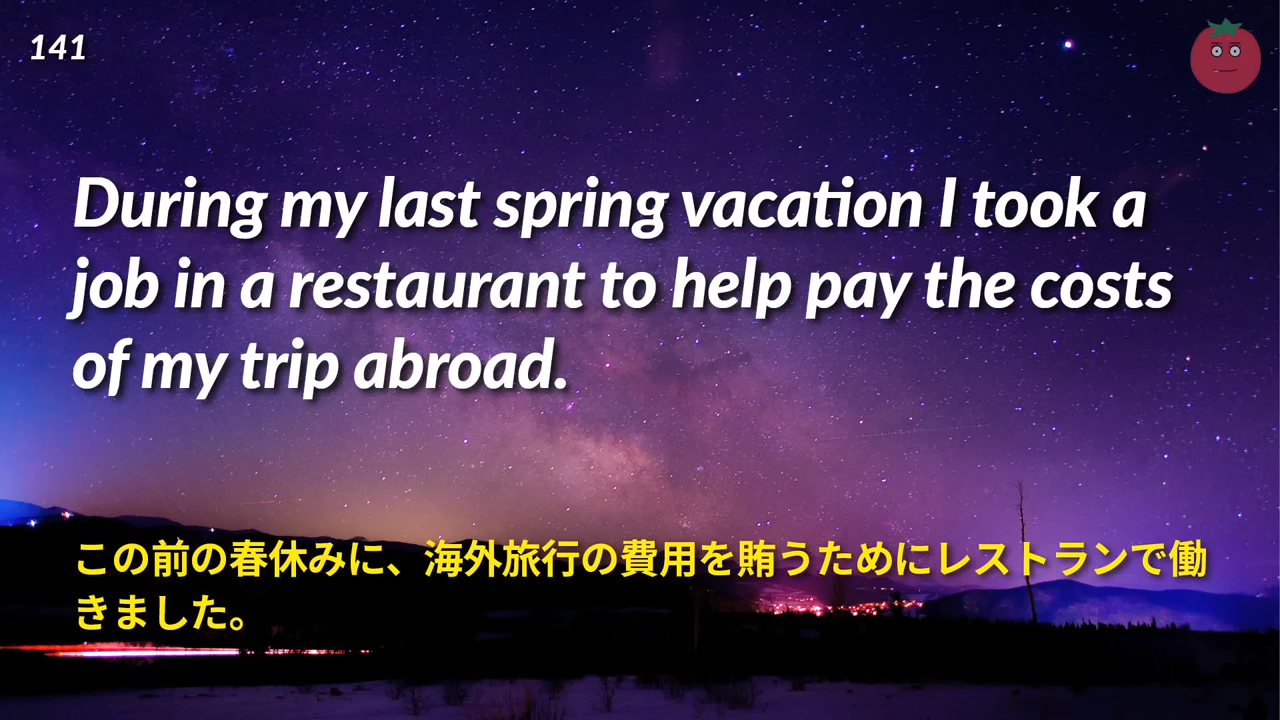 141
During my last spring vacation I took a
job in a restaurant to help pay the costs
of my trip abroad.
この前の春休みに、海外旅行の費用を賄うためにレストランで働
きました。